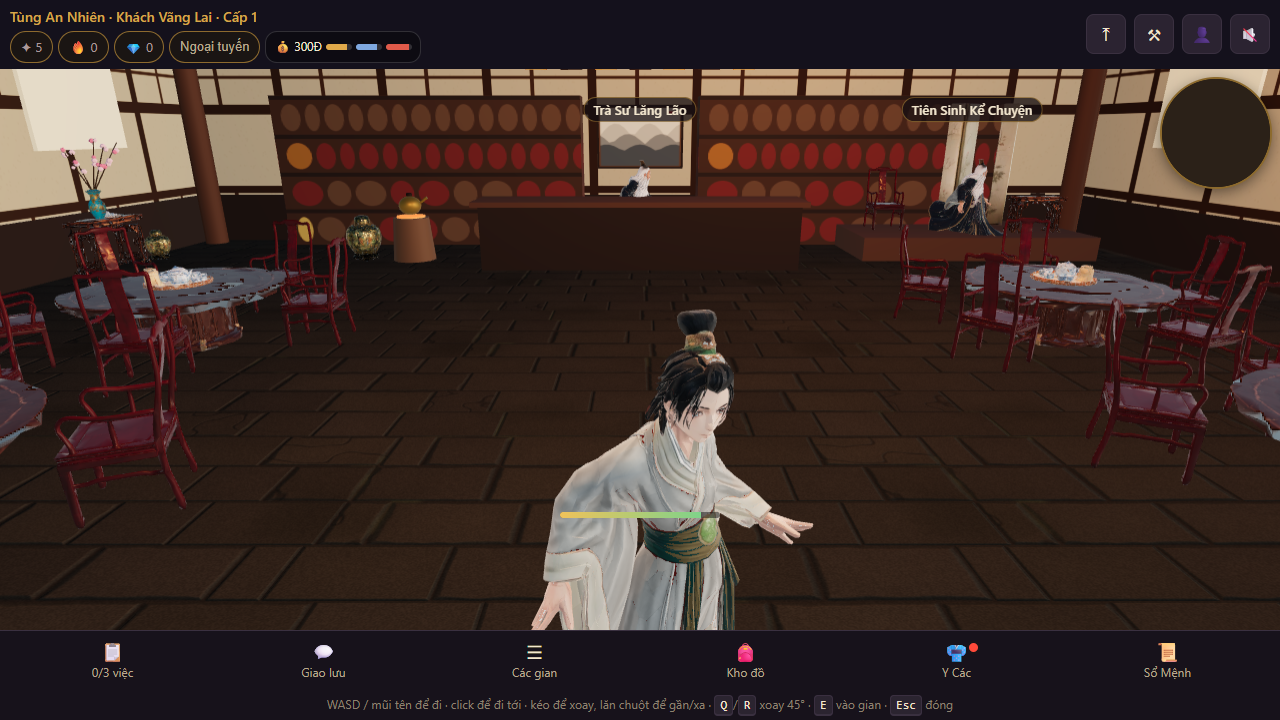 Tùng An Nhiên · Khách Vãng Lai · Cấp 1
5
0
0
Ngoại tuyến
300Đ
Trà Sư Lăng Lão
Tiên Sinh Kể Chuyện
0/3 việc
Giao lưu
Các gian
Kho đồ
Y Các
Sổ Mệnh
WASD / mũi tên để đi · click để đi tới · kéo để xoay, lăn chuột để gần/xa · Q / R xoay 45° · E vào gian · Esc đóng